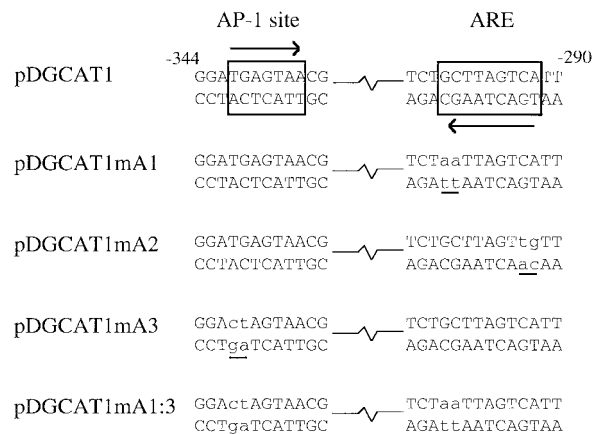 AP-1 site ARE
-344 -290
pDGCAT1 GGATGAGTAACG TCTGCTTAGTCATT
CCTACTCATTGC AGACGAATCAGTAA
pDGCAT1mA1 GGATGAGTAACG TCTaaTTAGTCATT
CCTACTCATTGC AGAttAATCAGTAA
pDGCAT1mA2 GGATGAGTAACG TCTGCTTAGTtgTT
CCTACTCATTGC AGACGAATCAacAA
pDGCAT1mA3 GGActAGTAACG TCTGCTTAGTCATT
CCTgaTCATTGC AGACGAATCAGTAA
pDGCAT1mA1:3 GGActAGTAACG TCTaaTTAGTCATT
CCTgaTCATTGC AGAttAATCAGTAA